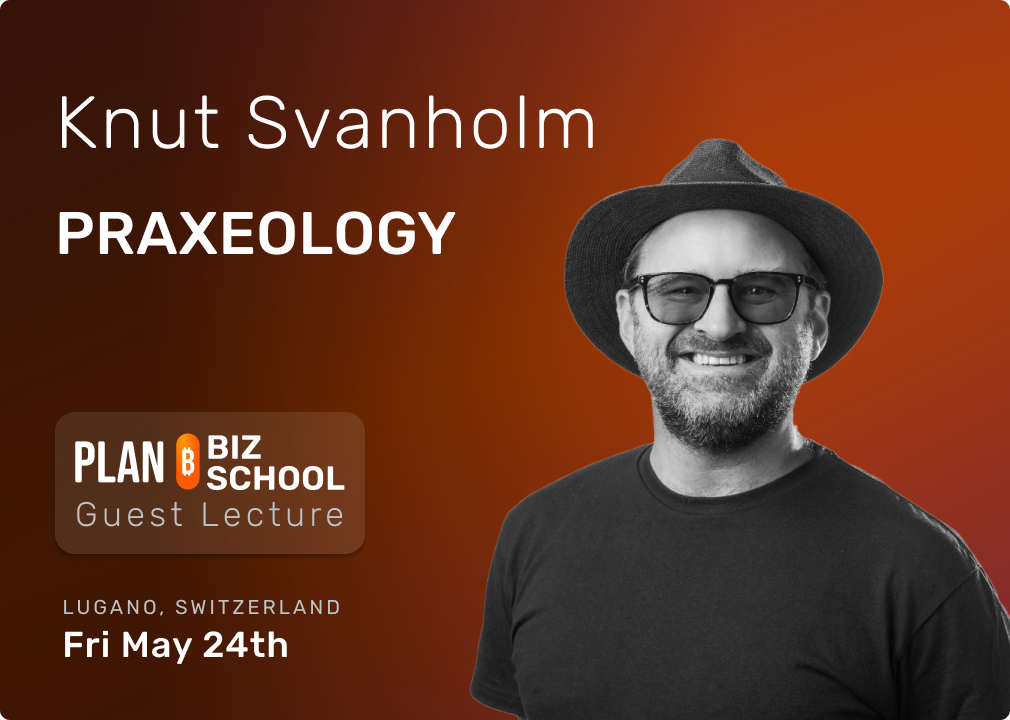 Knut Svanholm
PRAXEOLOGY
PLAN ₿ BIZ
SCHOOL
Guest Lecture
LUGANO, SWITZERLAND
Fri May 24th